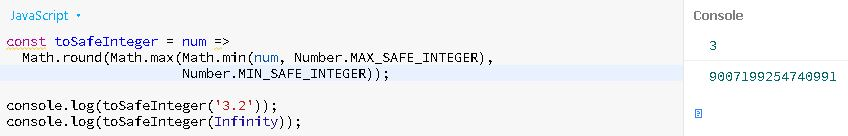 JavaScript
Console
const toSafeInteger = num =>
Math.round(Math.max(Math.min(num, Number.MAX_SAFE_INTEGER),
Number.MIN_SAFE_INTEGER));
console.log(toSafeInteger('3.2'));
console.log(toSafeInteger(Infinity));
3
9007199254740991